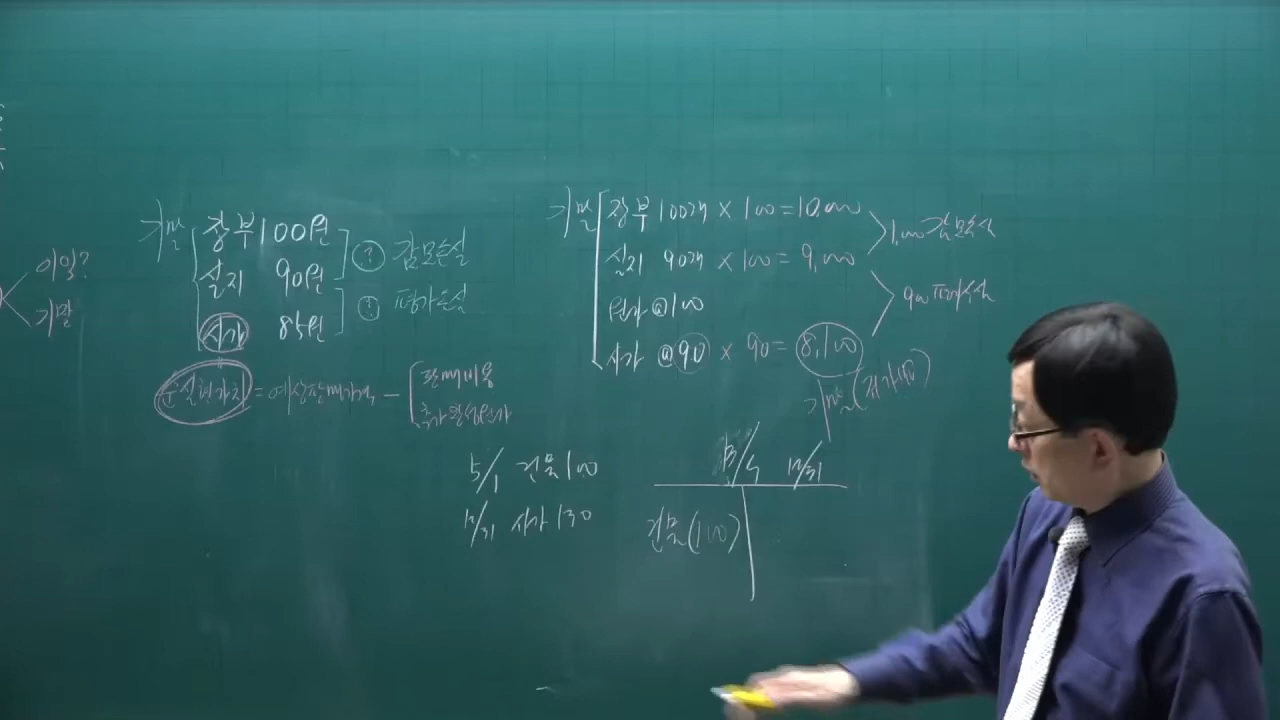 이익?
기말
기말
장부 100원
실지 90원
시가 85원
① 감모손실
① 평가손실
순실현가치 = 예상판매가격 -
판매비용
추가완성원가
기말
장부 100개 × 100 = 10,000
실지 90개 × 100 = 9,000
원가 @100
시가 @90 × 90 = 8,100
1,000 감모손실
900 평가손실
기말 (저가
5/1 건물 100
12/31 시가 130
12/31
건물 (100)